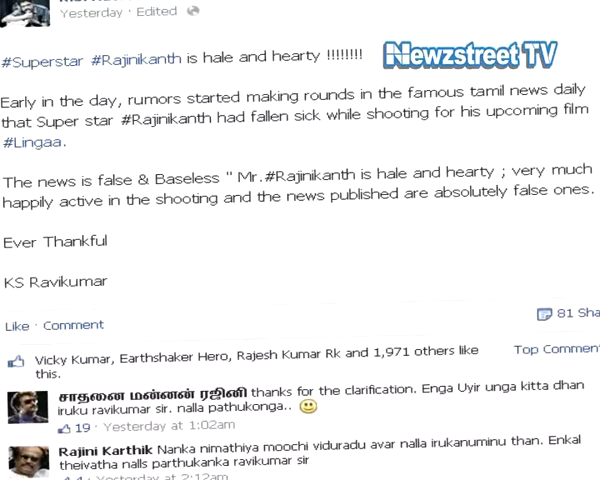 Yesterday · Edited
#Superstar #Rajinikanth is hale and hearty !!!!!!!!
Newzstreet TV
Early in the day, rumors started making rounds in the famous tamil news daily
that Super star #Rajinikanth had fallen sick while shooting for his upcoming film
#Lingaa.
The news is false & Baseless " Mr.#Rajinikanth is hale and hearty ; very much
happily active in the shooting and the news published are absolutely false ones.
Ever Thankful
KS Ravikumar
81 Sha
Like · Comment
Vicky Kumar, Earthshaker Hero, Rajesh Kumar Rk and 1,971 others like
this.
Top Commen
சாதனை மன்னன் ரஜினி thanks for the clarification. Enga Uyir unga kitta dhan
iruku ravikumar sir. nalla pathukonga..
19 · Yesterday at 1:02am
Rajini Karthik Nanka nimathiya moochi viduradu avar nalla irukanuminu than. Enkal
theivatha nalls parthukanka ravikumar sir
Yesterday at 2:12am